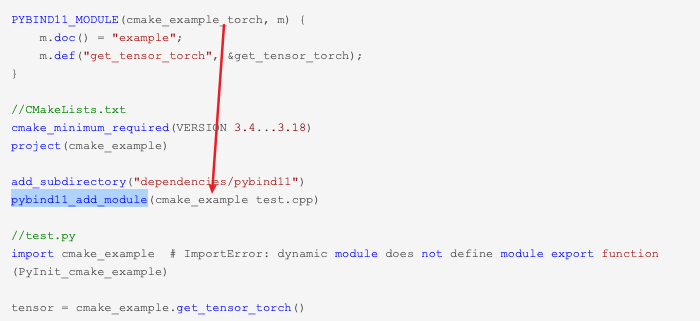 PYBIND11_MODULE(cmake_example_torch, m) {
    m.doc() = "example";
    m.def("get_tensor_torch", &get_tensor_torch);
}

//CMakeLists.txt
cmake_minimum_required(VERSION 3.4...3.18)
project(cmake_example)

add_subdirectory("dependencies/pybind11")
pybind11_add_module(cmake_example test.cpp)

//test.py
import cmake_example  # ImportError: dynamic module does not define module export function
(PyInit_cmake_example)

tensor = cmake_example.get_tensor_torch()